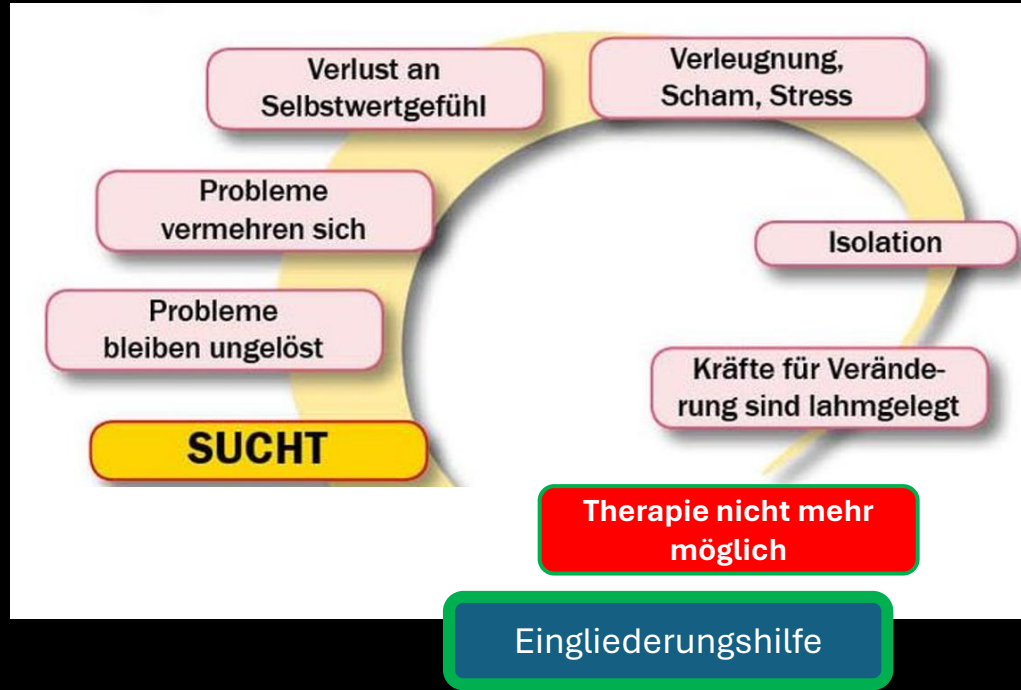 Verlust an
Selbstwertgefühl
Verleugnung,
Scham, Stress
Probleme
vermehren sich
Isolation
Probleme
bleiben ungelöst
Kräfte für Verände-
rung sind lahmgelegt
SUCHT
Therapie nicht mehr
möglich
Eingliederungshilfe